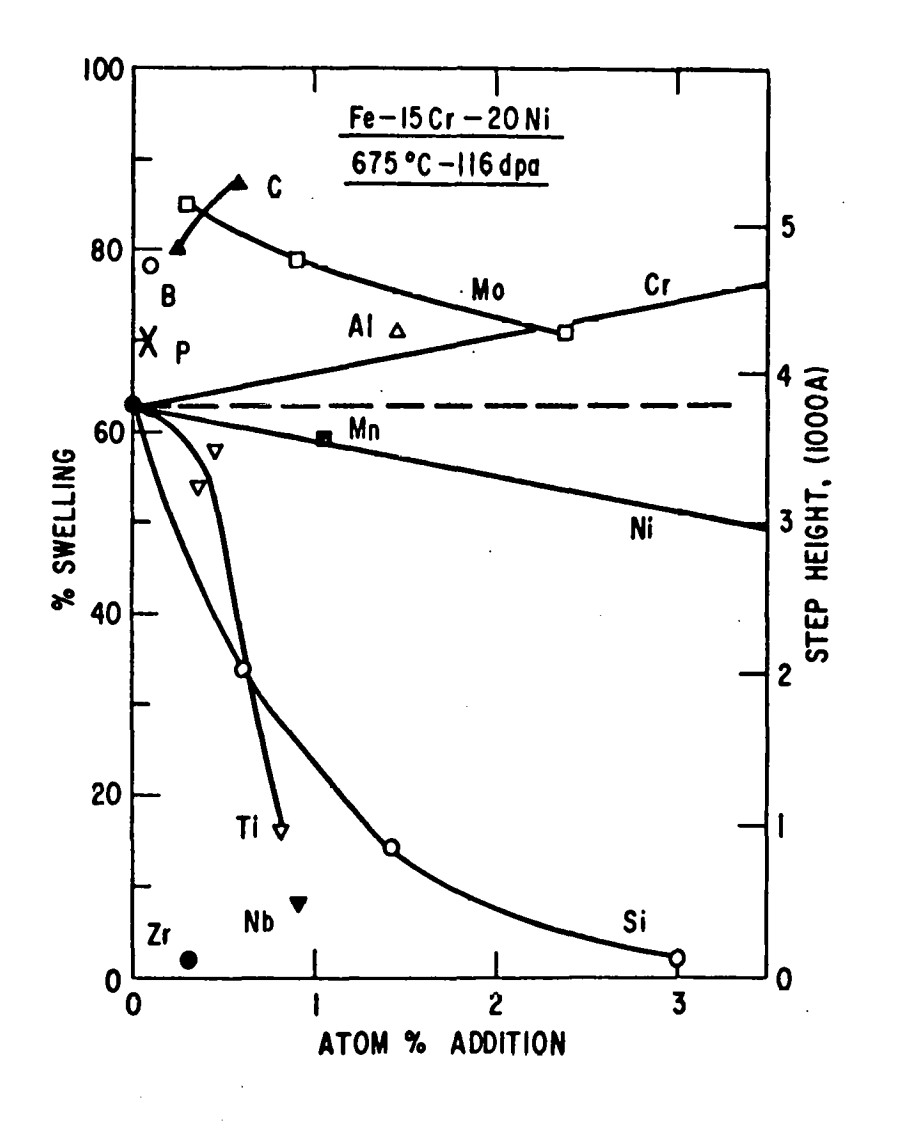 Fe-15Cr-20Ni
675°C-116dpa
100
80
60
40
20
0
% SWELLING
5
4
3
2
1
0
STEP HEIGHT, (1000A)
C
B
P
Mo
Cr
Al
Mn
Ni
Ti
Nb
Zr
Si
0 1 2 3
ATOM % ADDITION